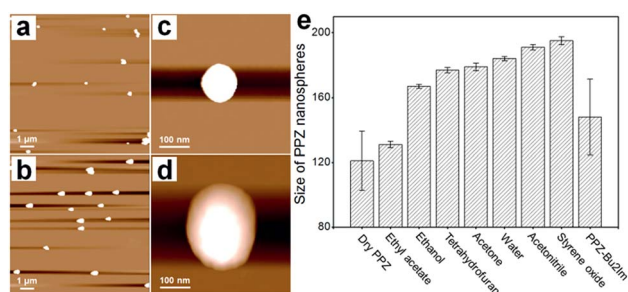 a
1 µm
b
1 µm
c
100 nm
d
100 nm
e
Size of PPZ nanospheres
200
160
120
80
Dry PPZ
Ethyl acetate
Ethanol
Tetrahydrofuran
Acetone
Water
Acetonitrile
Styrene oxide
PPZ-Bu2Im